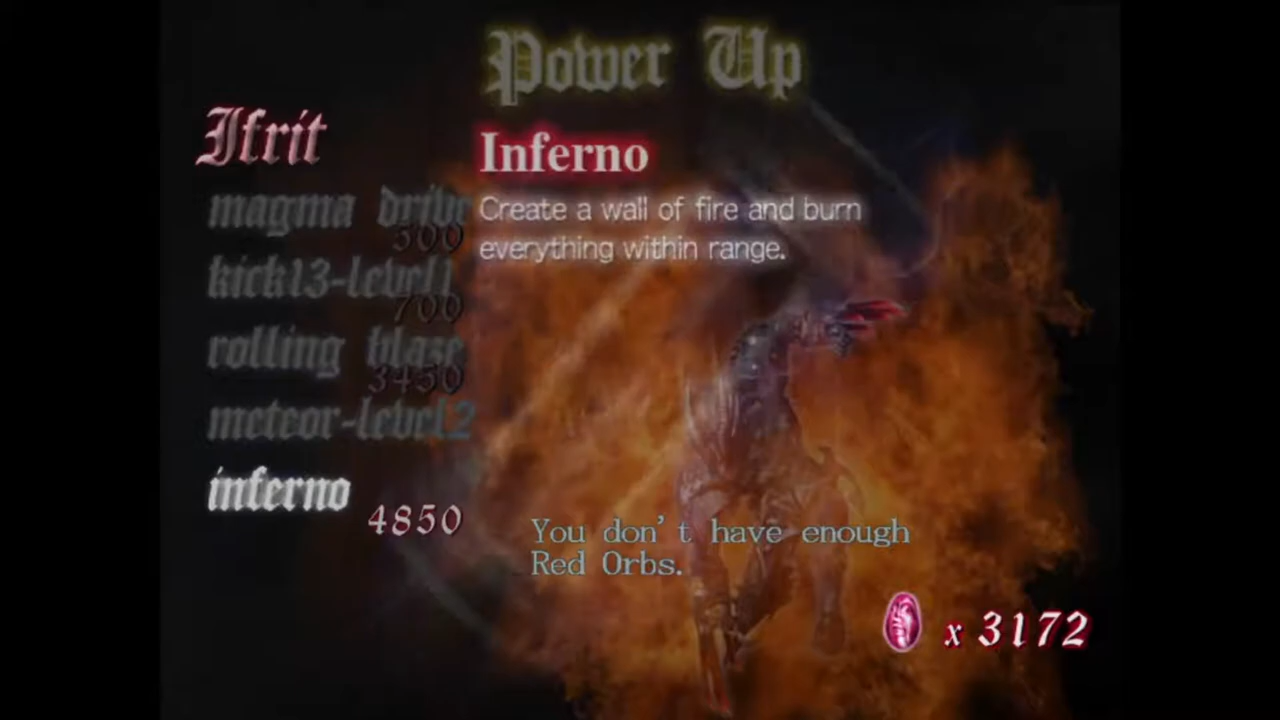 Power Up
Ifrit
magma drive
500
kick13-level1
700
rolling blaze
3450
meteor-level2
inferno
4850
Inferno
Create a wall of fire and burn
everything within range.
You don't have enough
Red Orbs.
x 3172